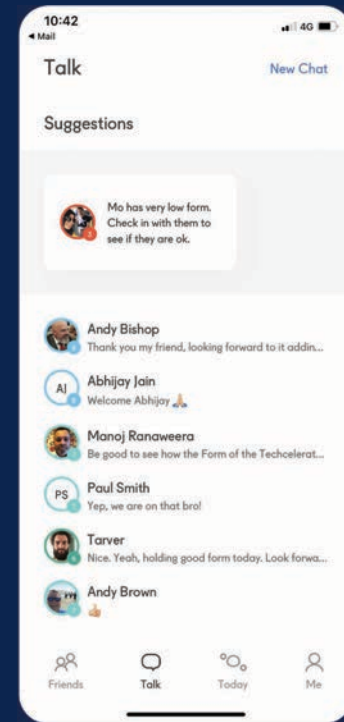 10:42
4G
◀ Mail
Talk
New Chat
Suggestions
Mo has very low form.
Check in with them to
see if they are ok.
Andy Bishop
Thank you my friend, looking forward to it addin...
AJ
Abhijay Jain
Welcome Abhijay 🙏🏼
Manoj Ranaweera
Be good to see how the Form of the Techcelerat...
PS
Paul Smith
Yep, we are on that bro!
Tarver
Nice. Yeah, holding good form today. Look forwa...
Andy Brown
👍🏼
Friends
Talk
Today
Me